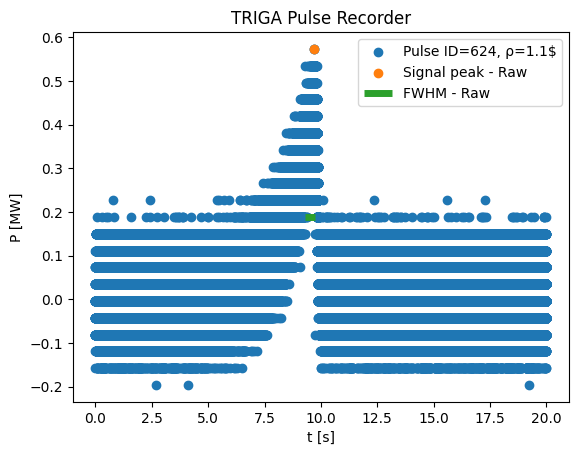 TRIGA Pulse Recorder
Pulse ID=624, ρ=1.1$
Signal peak - Raw
FWHM - Raw
P [MW]
0.6
0.5
0.4
0.3
0.2
0.1
0.0
−0.1
−0.2
0.0 2.5 5.0 7.5 10.0 12.5 15.0 17.5 20.0
t [s]